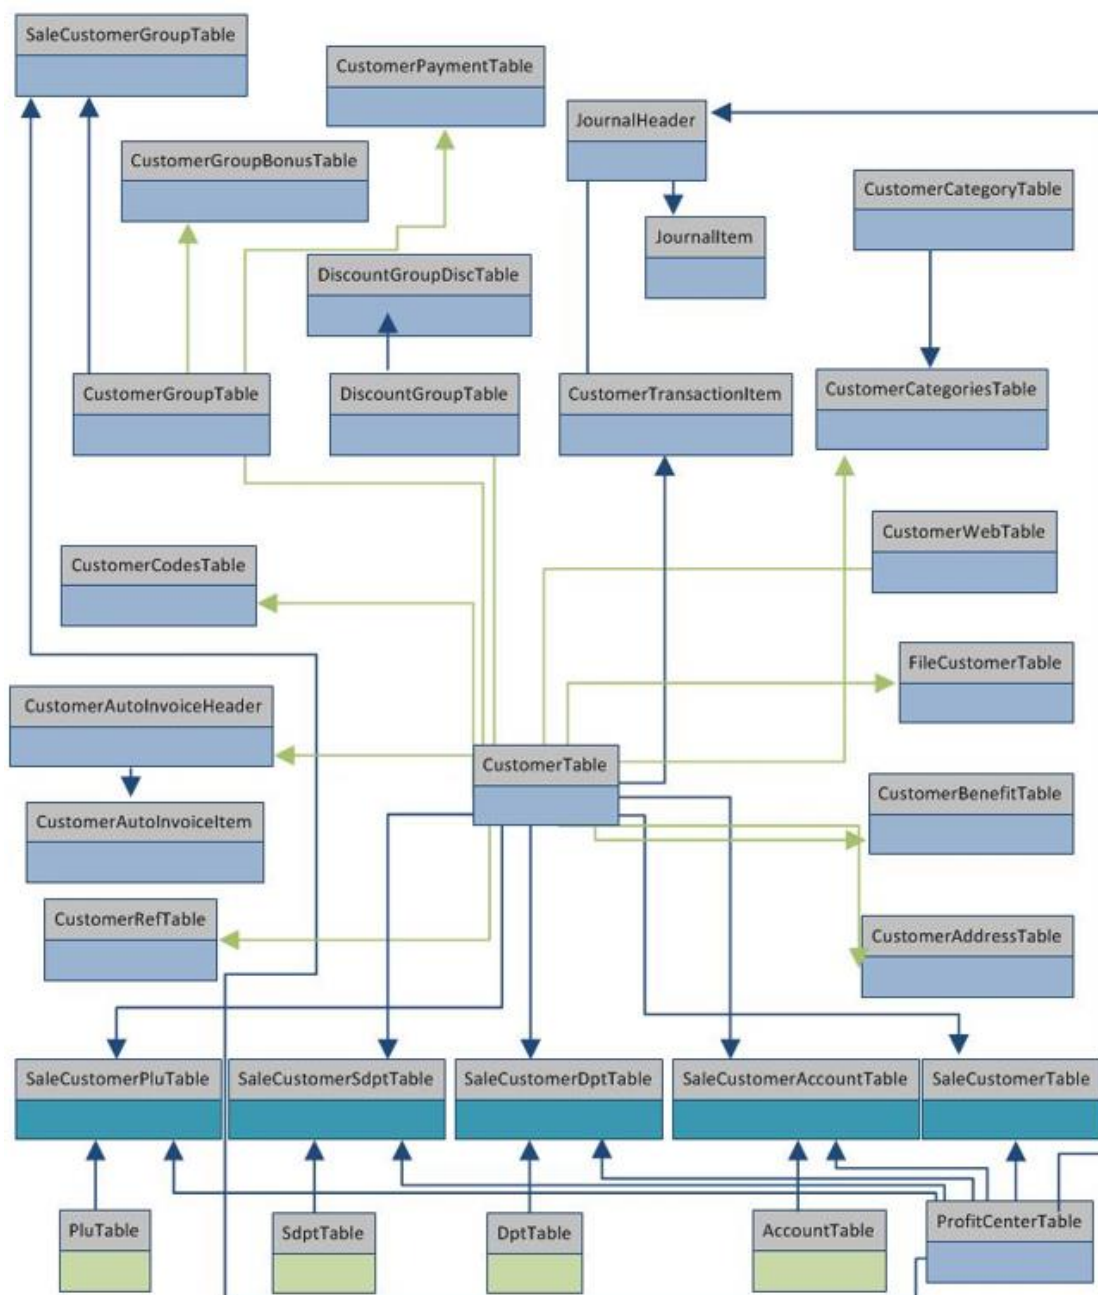 SaleCustomerGroupTable
CustomerPaymentTable
JournalHeader
CustomerGroupBonusTable
CustomerCategoryTable
JournalItem
DiscountGroupDiscTable
CustomerGroupTable
DiscountGroupTable
CustomerTransactionItem
CustomerCategoriesTable
CustomerWebTable
CustomerCodesTable
FileCustomerTable
CustomerAutoInvoiceHeader
CustomerTable
CustomerBenefitTable
CustomerAutoInvoiceItem
CustomerRefTable
CustomerAddressTable
SaleCustomerPluTable
SaleCustomerSdptTable
SaleCustomerDptTable
SaleCustomerAccountTable
SaleCustomerTable
PluTable
SdptTable
DptTable
AccountTable
ProfitCenterTable